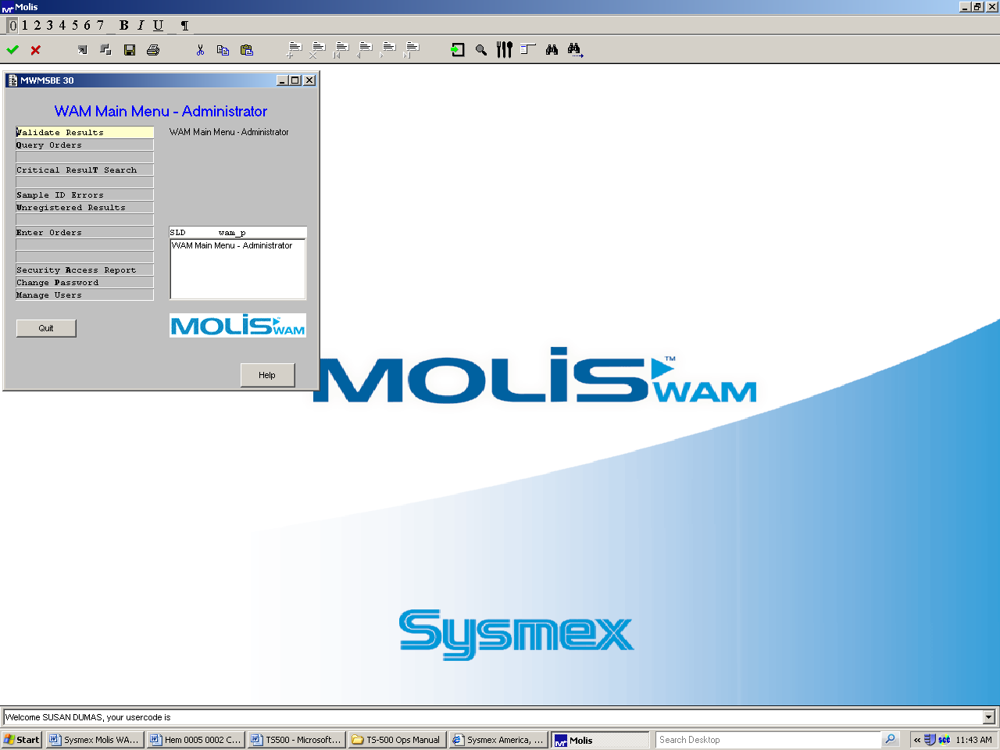 Molis
0 1 2 3 4 5 6 7 B I U ¶
MWMSBE 30
WAM Main Menu - Administrator
Validate Results
WAM Main Menu - Administrator
Query Orders
Critical ResulT Search
Sample ID Errors
Unregistered Results
Enter Orders
SLD wam_p
WAM Main Menu - Administrator
Security Access Report
Change Password
Manage Users
Quit
MOLIS WAM
Help
MOLIS™ WAM
Sysmex
Welcome SUSAN DUMAS, your usercode is
Start
Sysmex Molis WA...
Hem 0005 0002 C...
TS500 - Microsoft...
TS-500 Ops Manual
Sysmex America, ...
Molis
Search Desktop
« 11:43 AM